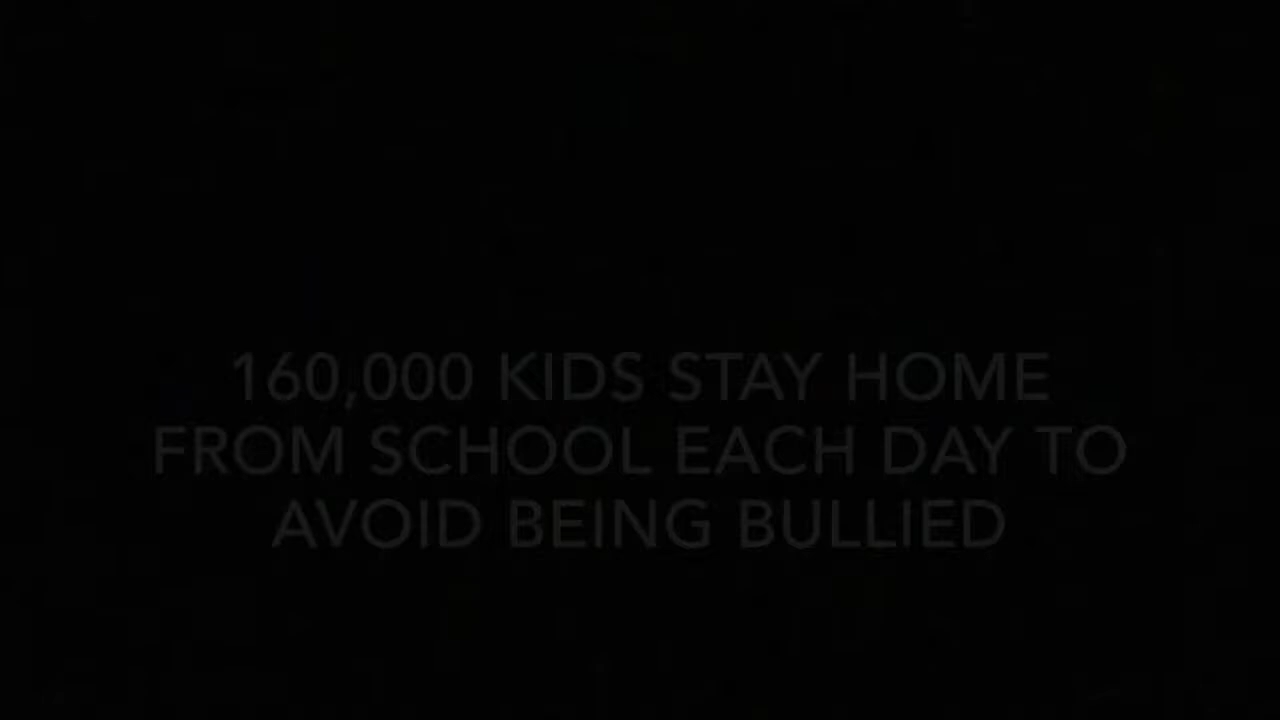 160,000 KIDS STAY HOME
FROM SCHOOL EACH DAY TO
AVOID BEING BULLIED